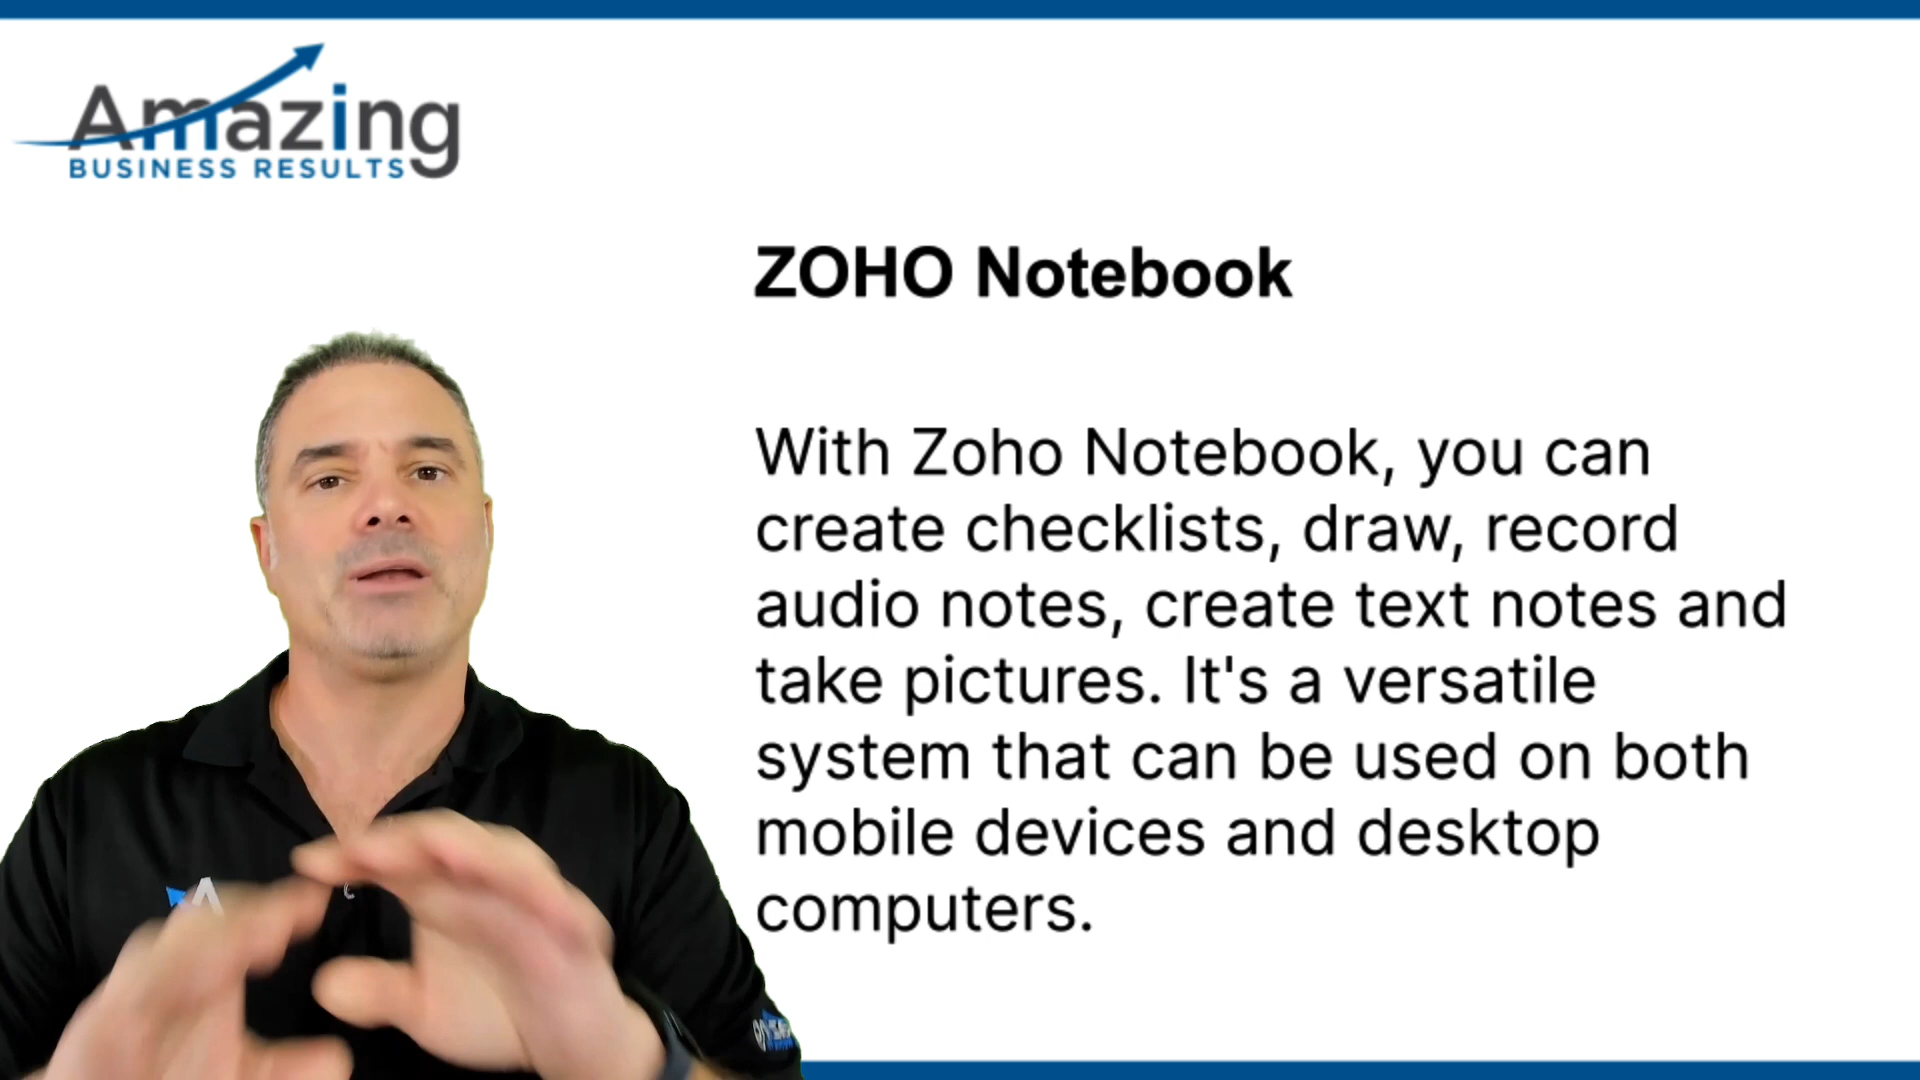 Amazing
BUSINESS RESULTS
ZOHO Notebook
With Zoho Notebook, you can
create checklists, draw, record
audio notes, create text notes and
take pictures. It's a versatile
system that can be used on both
mobile devices and desktop
computers.